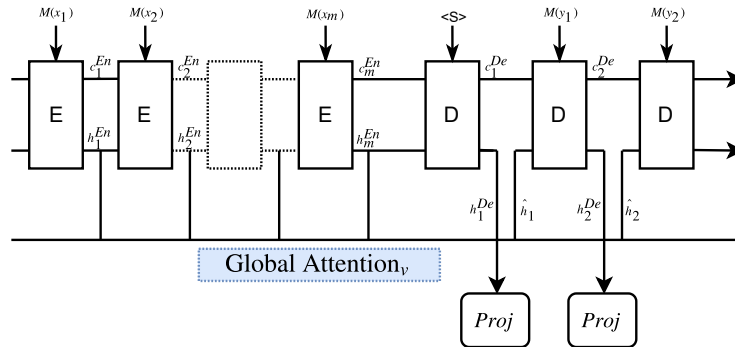 M(x₁) M(x₂) M(xₘ) <S> M(y₁) M(y₂)
c₁ᴱⁿ c₂ᴱⁿ cₘᴱⁿ c₁ᴰᵉ c₂ᴰᵉ
E E E D D D
h₁ᴱⁿ h₂ᴱⁿ hₘᴱⁿ
h₁ᴰᵉ ĥ₁ h₂ᴰᵉ ĥ₂
Global Attentionᵥ
Proj Proj